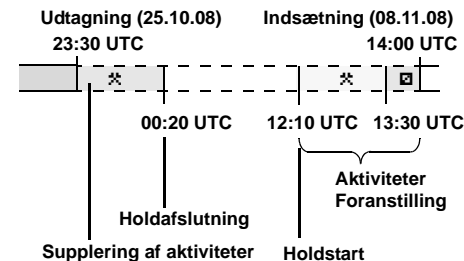 Udtagning (25.10.08) Indsætning (08.11.08)
23:30 UTC 14:00 UTC
00:20 UTC 12:10 UTC 13:30 UTC
Aktiviteter
Foranstilling
Holdafslutning
Supplering af aktiviteter Holdstart